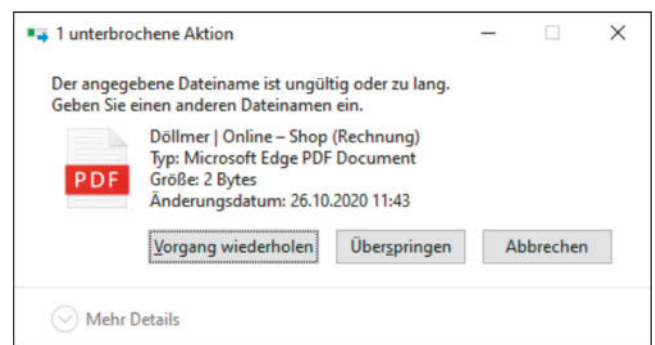 1 unterbrochene Aktion
Der angegebene Dateiname ist ungültig oder zu lang.
Geben Sie einen anderen Dateinamen ein.
Döllmer | Online – Shop (Rechnung)
PDF
Typ: Microsoft Edge PDF Document
Größe: 2 Bytes
Änderungsdatum: 26.10.2020 11:43
Vorgang wiederholen Überspringen Abbrechen
Mehr Details